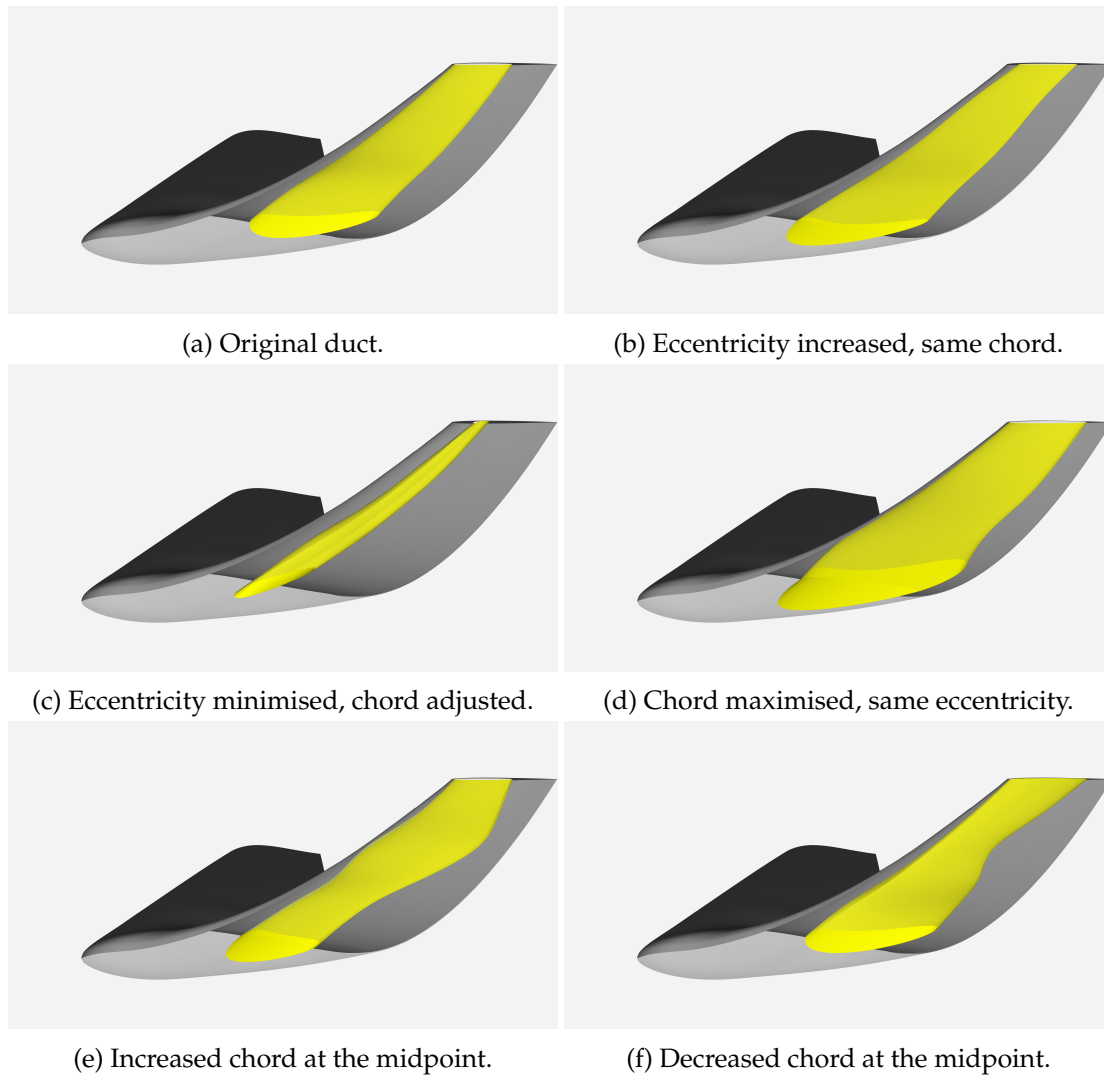 (a) Original duct.
(b) Eccentricity increased, same chord.
(c) Eccentricity minimised, chord adjusted.
(d) Chord maximised, same eccentricity.
(e) Increased chord at the midpoint.
(f) Decreased chord at the midpoint.